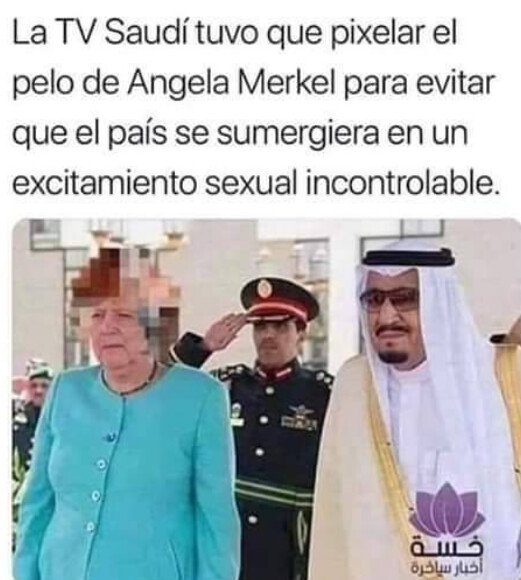 La TV Saudí tuvo que pixelar el
pelo de Angela Merkel para evitar
que el país se sumergiera en un
excitamiento sexual incontrolable.
خسة
أخبار ساخرة